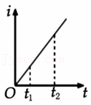 i
O t₁ t₂ t